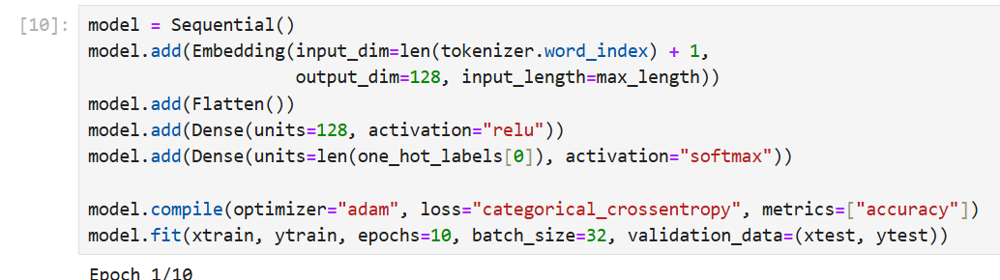 [10]: model = Sequential()
model.add(Embedding(input_dim=len(tokenizer.word_index) + 1,
output_dim=128, input_length=max_length))
model.add(Flatten())
model.add(Dense(units=128, activation="relu"))
model.add(Dense(units=len(one_hot_labels[0]), activation="softmax"))
model.compile(optimizer="adam", loss="categorical_crossentropy", metrics=["accuracy"])
model.fit(xtrain, ytrain, epochs=10, batch_size=32, validation_data=(xtest, ytest))
Epoch 1/10